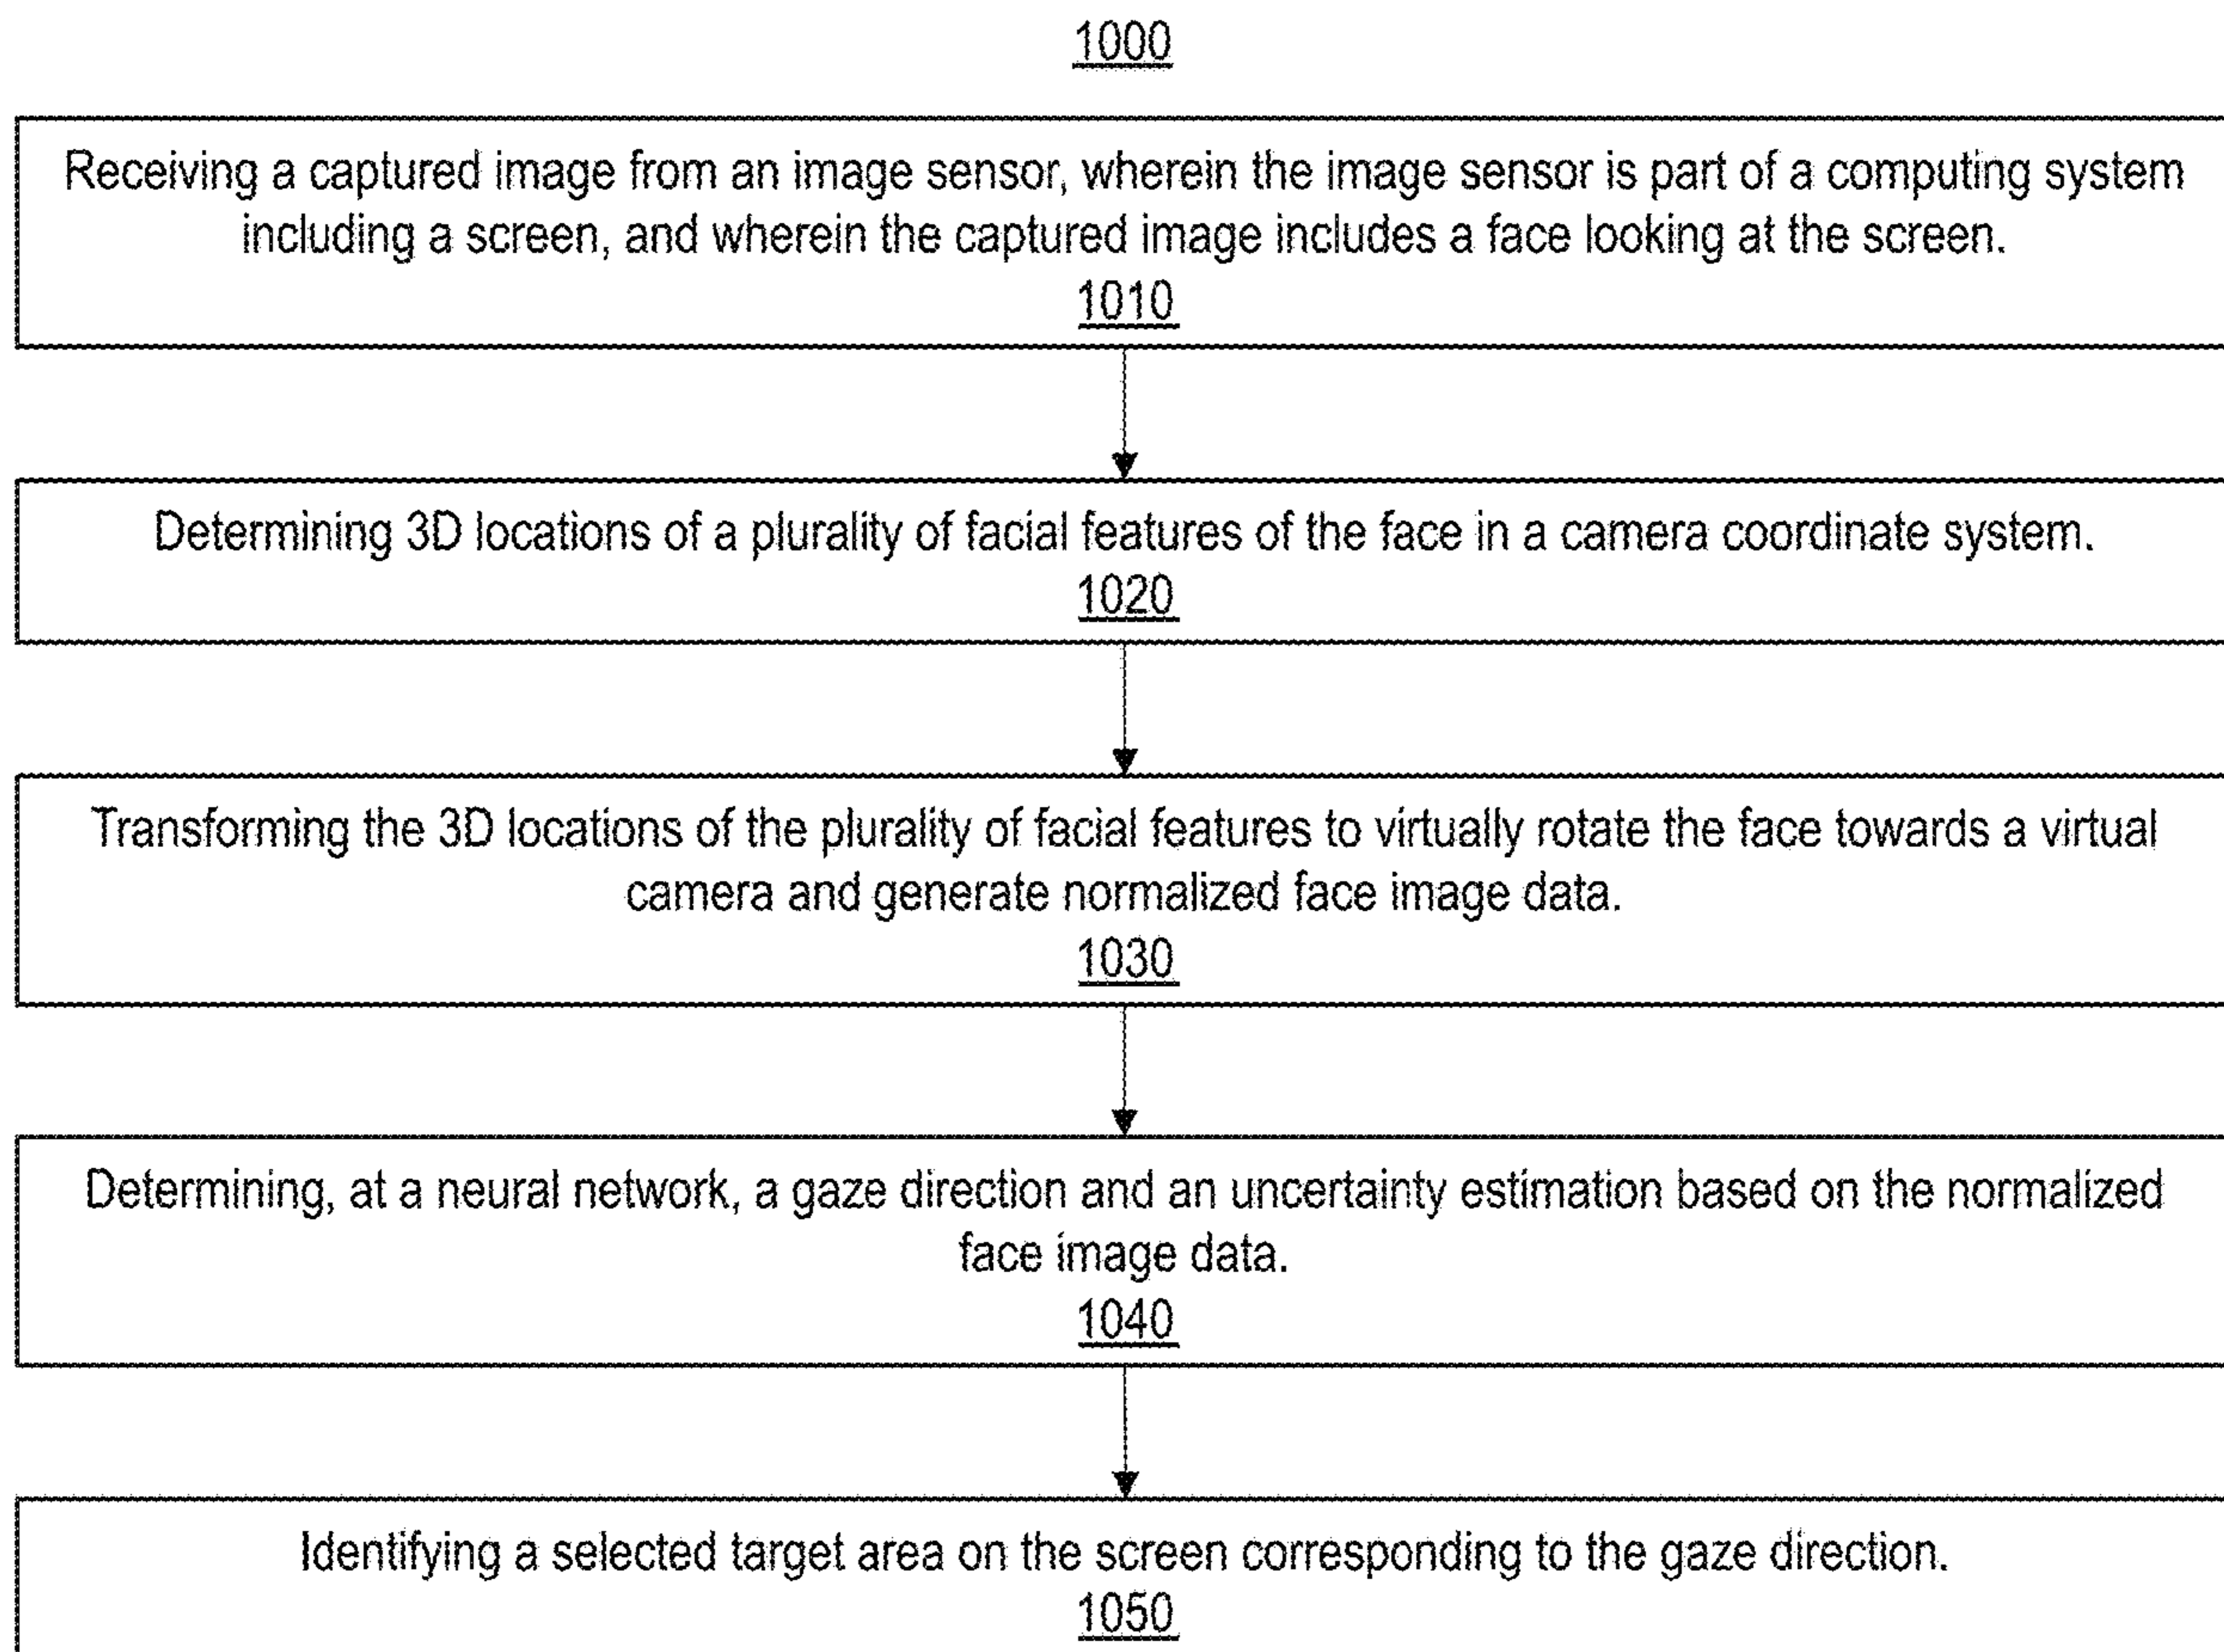 1000
Receiving a captured image from an image sensor, wherein the image sensor is part of a computing system
including a screen, and wherein the captured image includes a face looking at the screen.
1010
Determining 3D locations of a plurality of facial features of the face in a camera coordinate system.
1020
Transforming the 3D locations of the plurality of facial features to virtually rotate the face towards a virtual
camera and generate normalized face image data.
1030
Determining, at a neural network, a gaze direction and an uncertainty estimation based on the normalized
face image data.
1040
Identifying a selected target area on the screen corresponding to the gaze direction.
1050